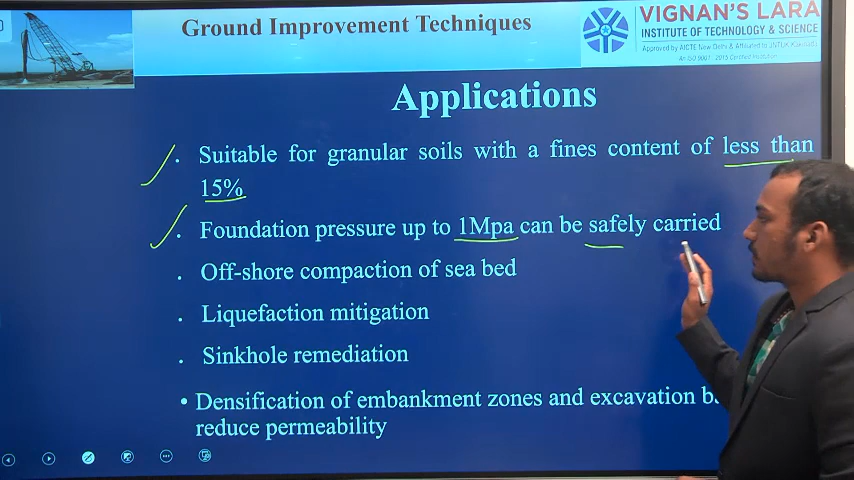 Ground Improvement Techniques
VIGNAN'S LARA
INSTITUTE OF TECHNOLOGY & SCIENCE
Approved by AICTE New Delhi & Affiliated to JNTUK Kakinada
An ISO 9001 : 2015 Certified Institution
Applications
. Suitable for granular soils with a fines content of less than
15%
. Foundation pressure up to 1Mpa can be safely carried
. Off-shore compaction of sea bed
. Liquefaction mitigation
. Sinkhole remediation
• Densification of embankment zones and excavation
reduce permeability